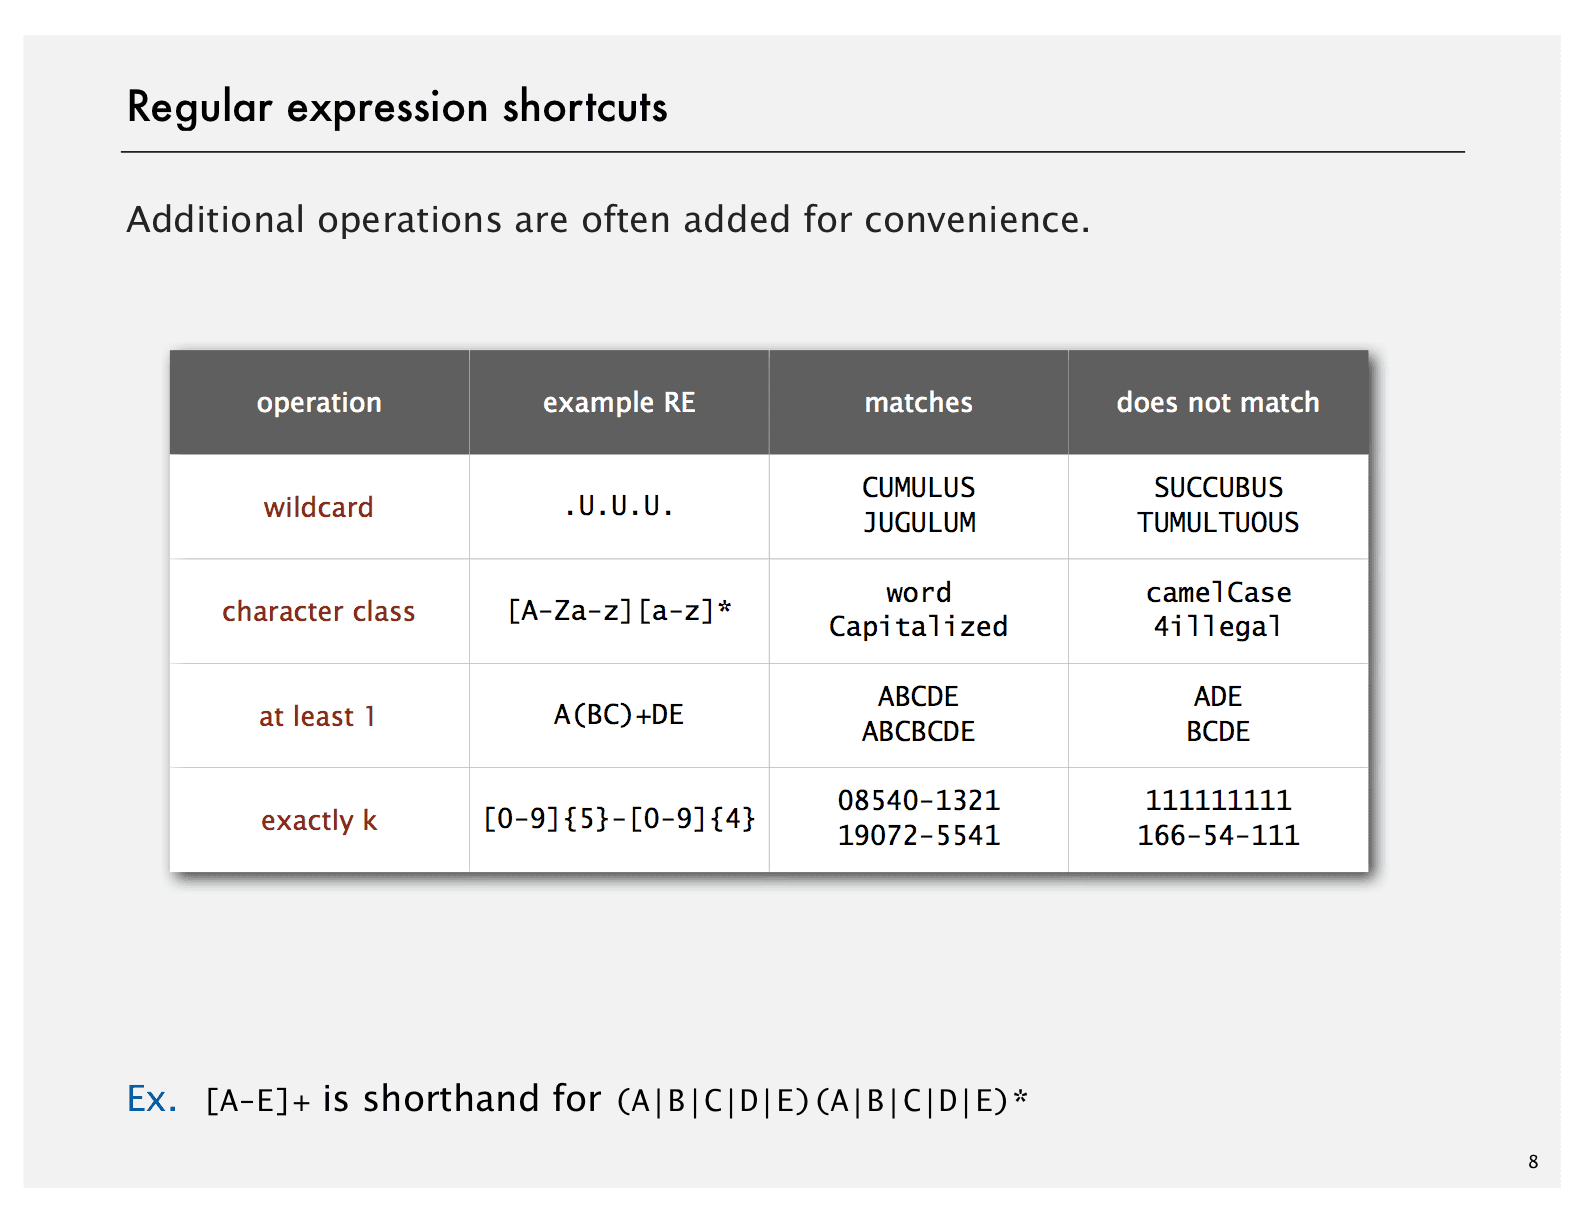 Regular expression shortcuts
Additional operations are often added for convenience.
operation example RE matches does not match
wildcard .U.U.U. CUMULUS SUCCUBUS
JUGULUM TUMULTUOUS
character class [A-Za-z][a-z]* word camelCase
Capitalized 4illegal
at least 1 A(BC)+DE ABCDE ADE
ABCBCDE BCDE
exactly k [0-9]{5}-[0-9]{4} 08540-1321 111111111
19072-5541 166-54-111
Ex. [A-E]+ is shorthand for (A|B|C|D|E)(A|B|C|D|E)*
8